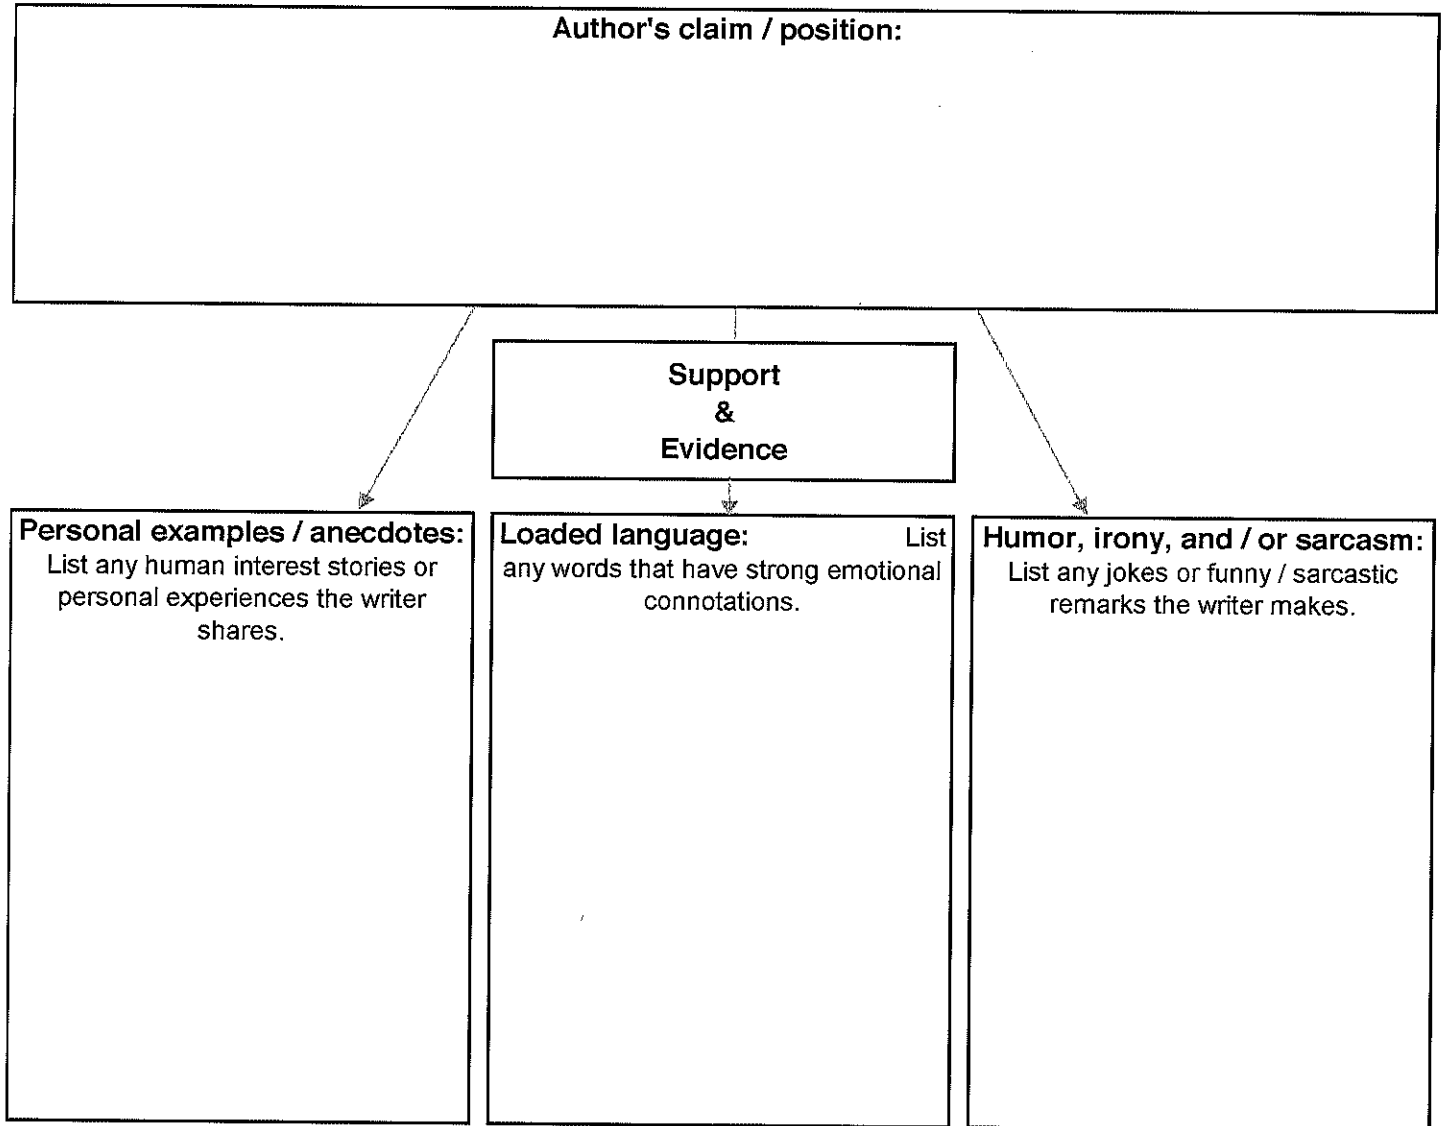 Author's claim / position:
Support
&
Evidence
Personal examples / anecdotes:
List any human interest stories or
personal experiences the writer
shares.
Loaded language: List
any words that have strong emotional
connotations.
Humor, irony, and / or sarcasm:
List any jokes or funny / sarcastic
remarks the writer makes.